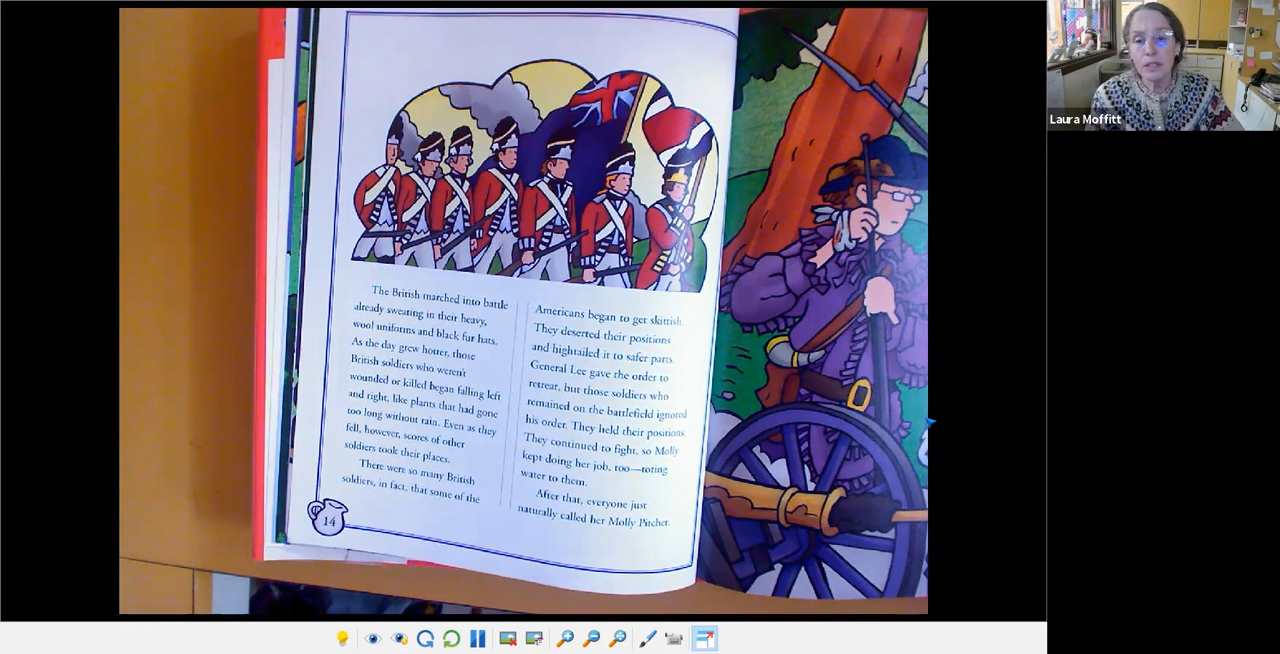 Laura Moffitt
The British marched into battle
already sweating in their heavy,
wool uniforms and black fur hats.
As the day grew hotter, those
British soldiers who weren't
wounded or killed began falling left
and right, like plants that had gone
too long without rain. Even as they
fell, however, scores of other
soldiers took their places.
There were so many British
soldiers, in fact, that some of the
Americans began to get skittish.
They deserted their positions
and hightailed it to safer parts.
General Lee gave the order to
retreat, but those soldiers who
remained on the battlefield ignored
his order. They held their positions.
They continued to fight, so Molly
kept doing her job, too—toting
water to them.
After that, everyone just
naturally called her Molly Pitcher.
14